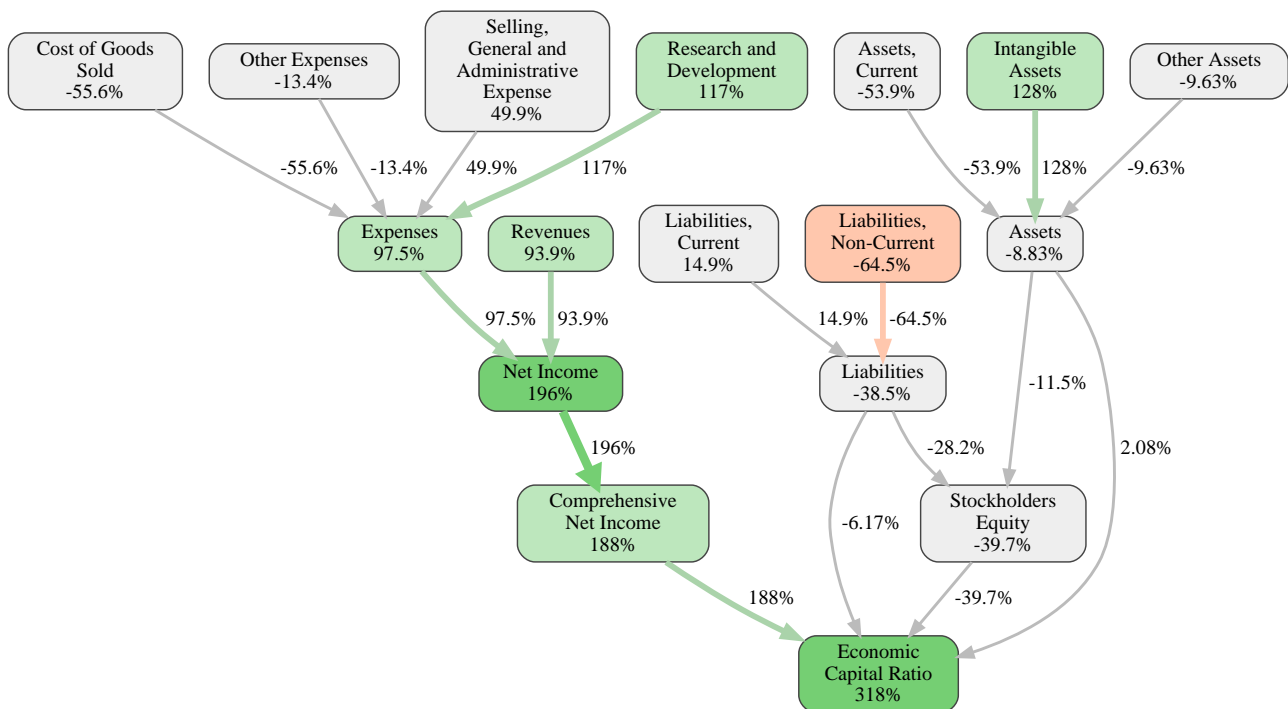 Cost of Goods
Sold
-55.6%
Other Expenses
-13.4%
Selling,
General and
Administrative
Expense
49.9%
Research and
Development
117%
Assets,
Current
-53.9%
Intangible
Assets
128%
Other Assets
-9.63%
-55.6%
-13.4%
49.9%
117%
-53.9%
128%
-9.63%
Expenses
97.5%
Revenues
93.9%
Liabilities,
Current
14.9%
Liabilities,
Non-Current
-64.5%
Assets
-8.83%
97.5%
93.9%
14.9%
-64.5%
Net Income
196%
Liabilities
-38.5%
-11.5%
196%
-28.2%
2.08%
Comprehensive
Net Income
188%
-6.17%
Stockholders
Equity
-39.7%
188%
-39.7%
Economic
Capital Ratio
318%